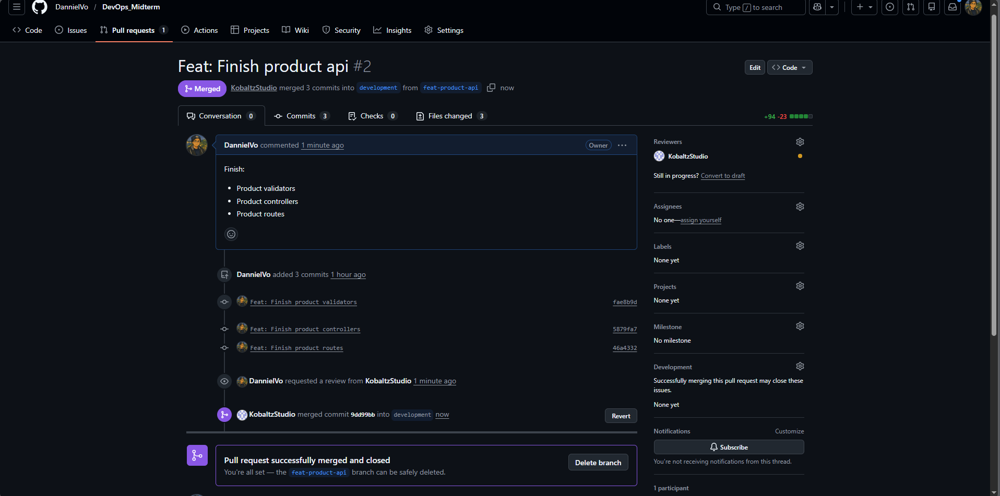 DannielVo / DevOps_Midterm
Type / to search
Code
Issues
Pull requests 1
Actions
Projects
Wiki
Security
Insights
Settings
Feat: Finish product api #2
Edit
Code
Merged
KobaltzStudio merged 3 commits into development from feat-product-api now
Conversation 0
Commits 3
Checks 0
Files changed 3
+94 -23
DannielVo commented 1 minute ago
Owner
Finish:
Product validators
Product controllers
Product routes
DannielVo added 3 commits 1 hour ago
Feat: Finish product validators
fae8b9d
Feat: Finish product controllers
5879fa7
Feat: Finish product routes
46a4332
DannielVo requested a review from KobaltzStudio 1 minute ago
KobaltzStudio merged commit 9dd99bb into development now
Revert
Pull request successfully merged and closed
You're all set — the feat-product-api branch can be safely deleted.
Delete branch
Reviewers
KobaltzStudio
Still in progress? Convert to draft
Assignees
No one—assign yourself
Labels
None yet
Projects
None yet
Milestone
No milestone
Development
Successfully merging this pull request may close these
issues.
None yet
Notifications
Customize
Subscribe
You're not receiving notifications from this thread.
1 participant